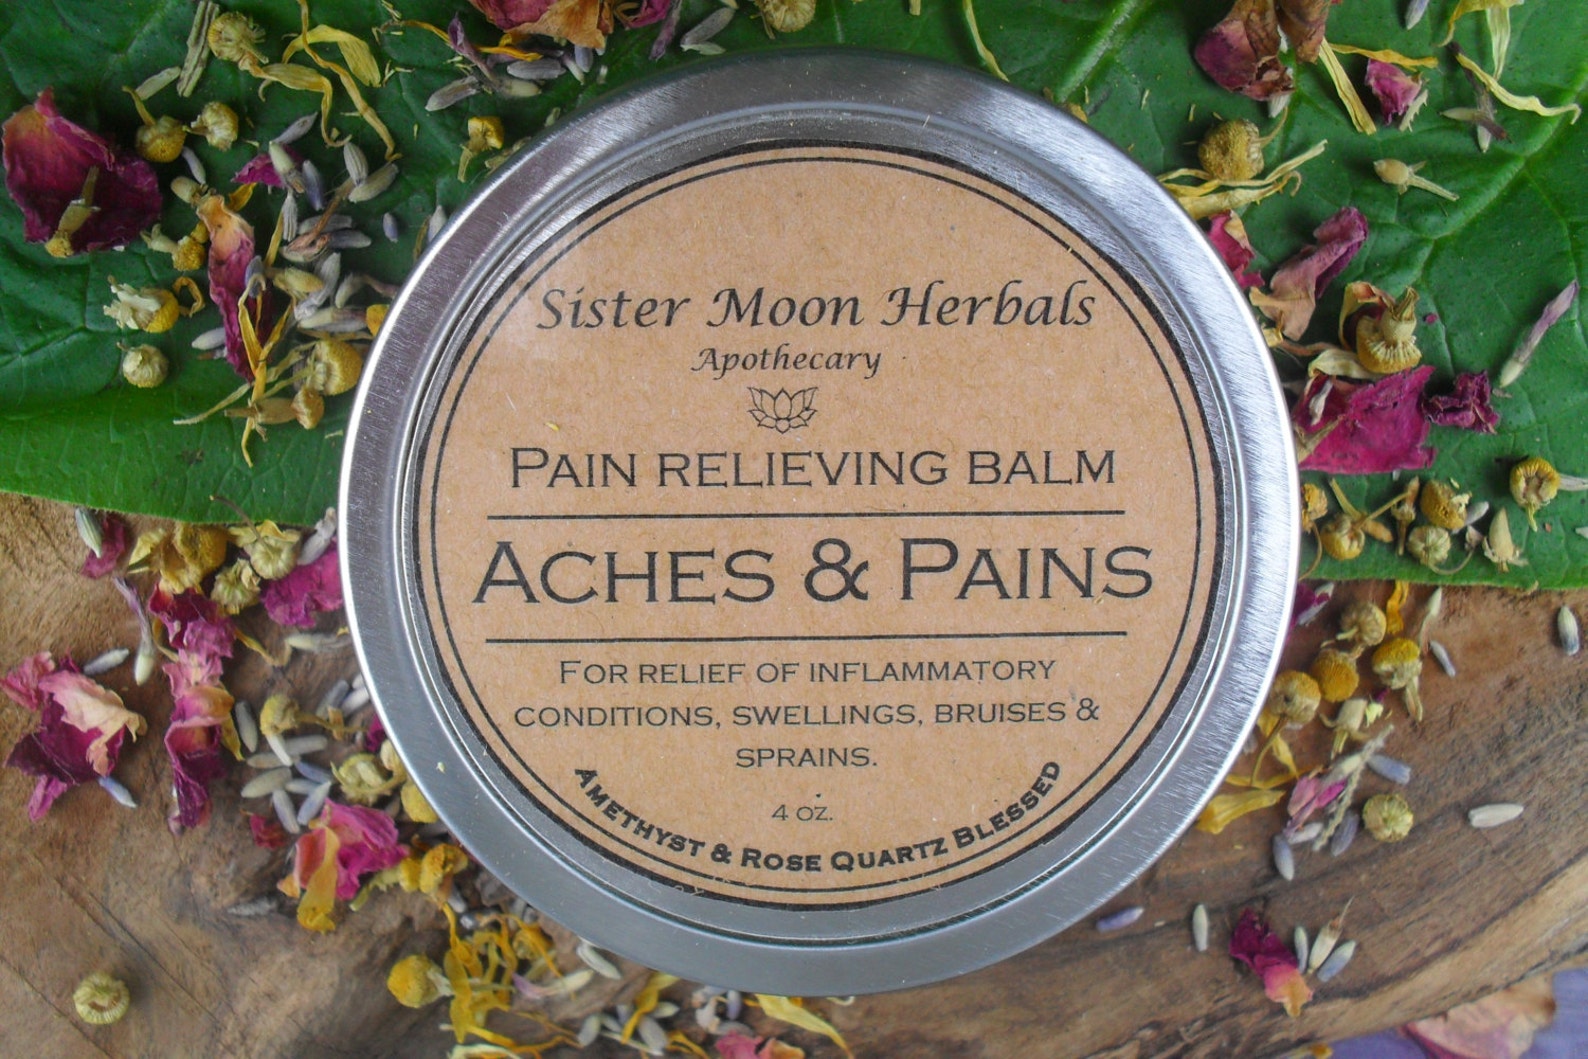 Sister Moon Herbals
Apothecary
PAIN RELIEVING BALM
ACHES & PAINS
FOR RELIEF OF INFLAMMATORY
CONDITIONS, SWELLINGS, BRUISES &
SPRAINS.
4 OZ.
AMETHYST & ROSE QUARTZ BLESSED